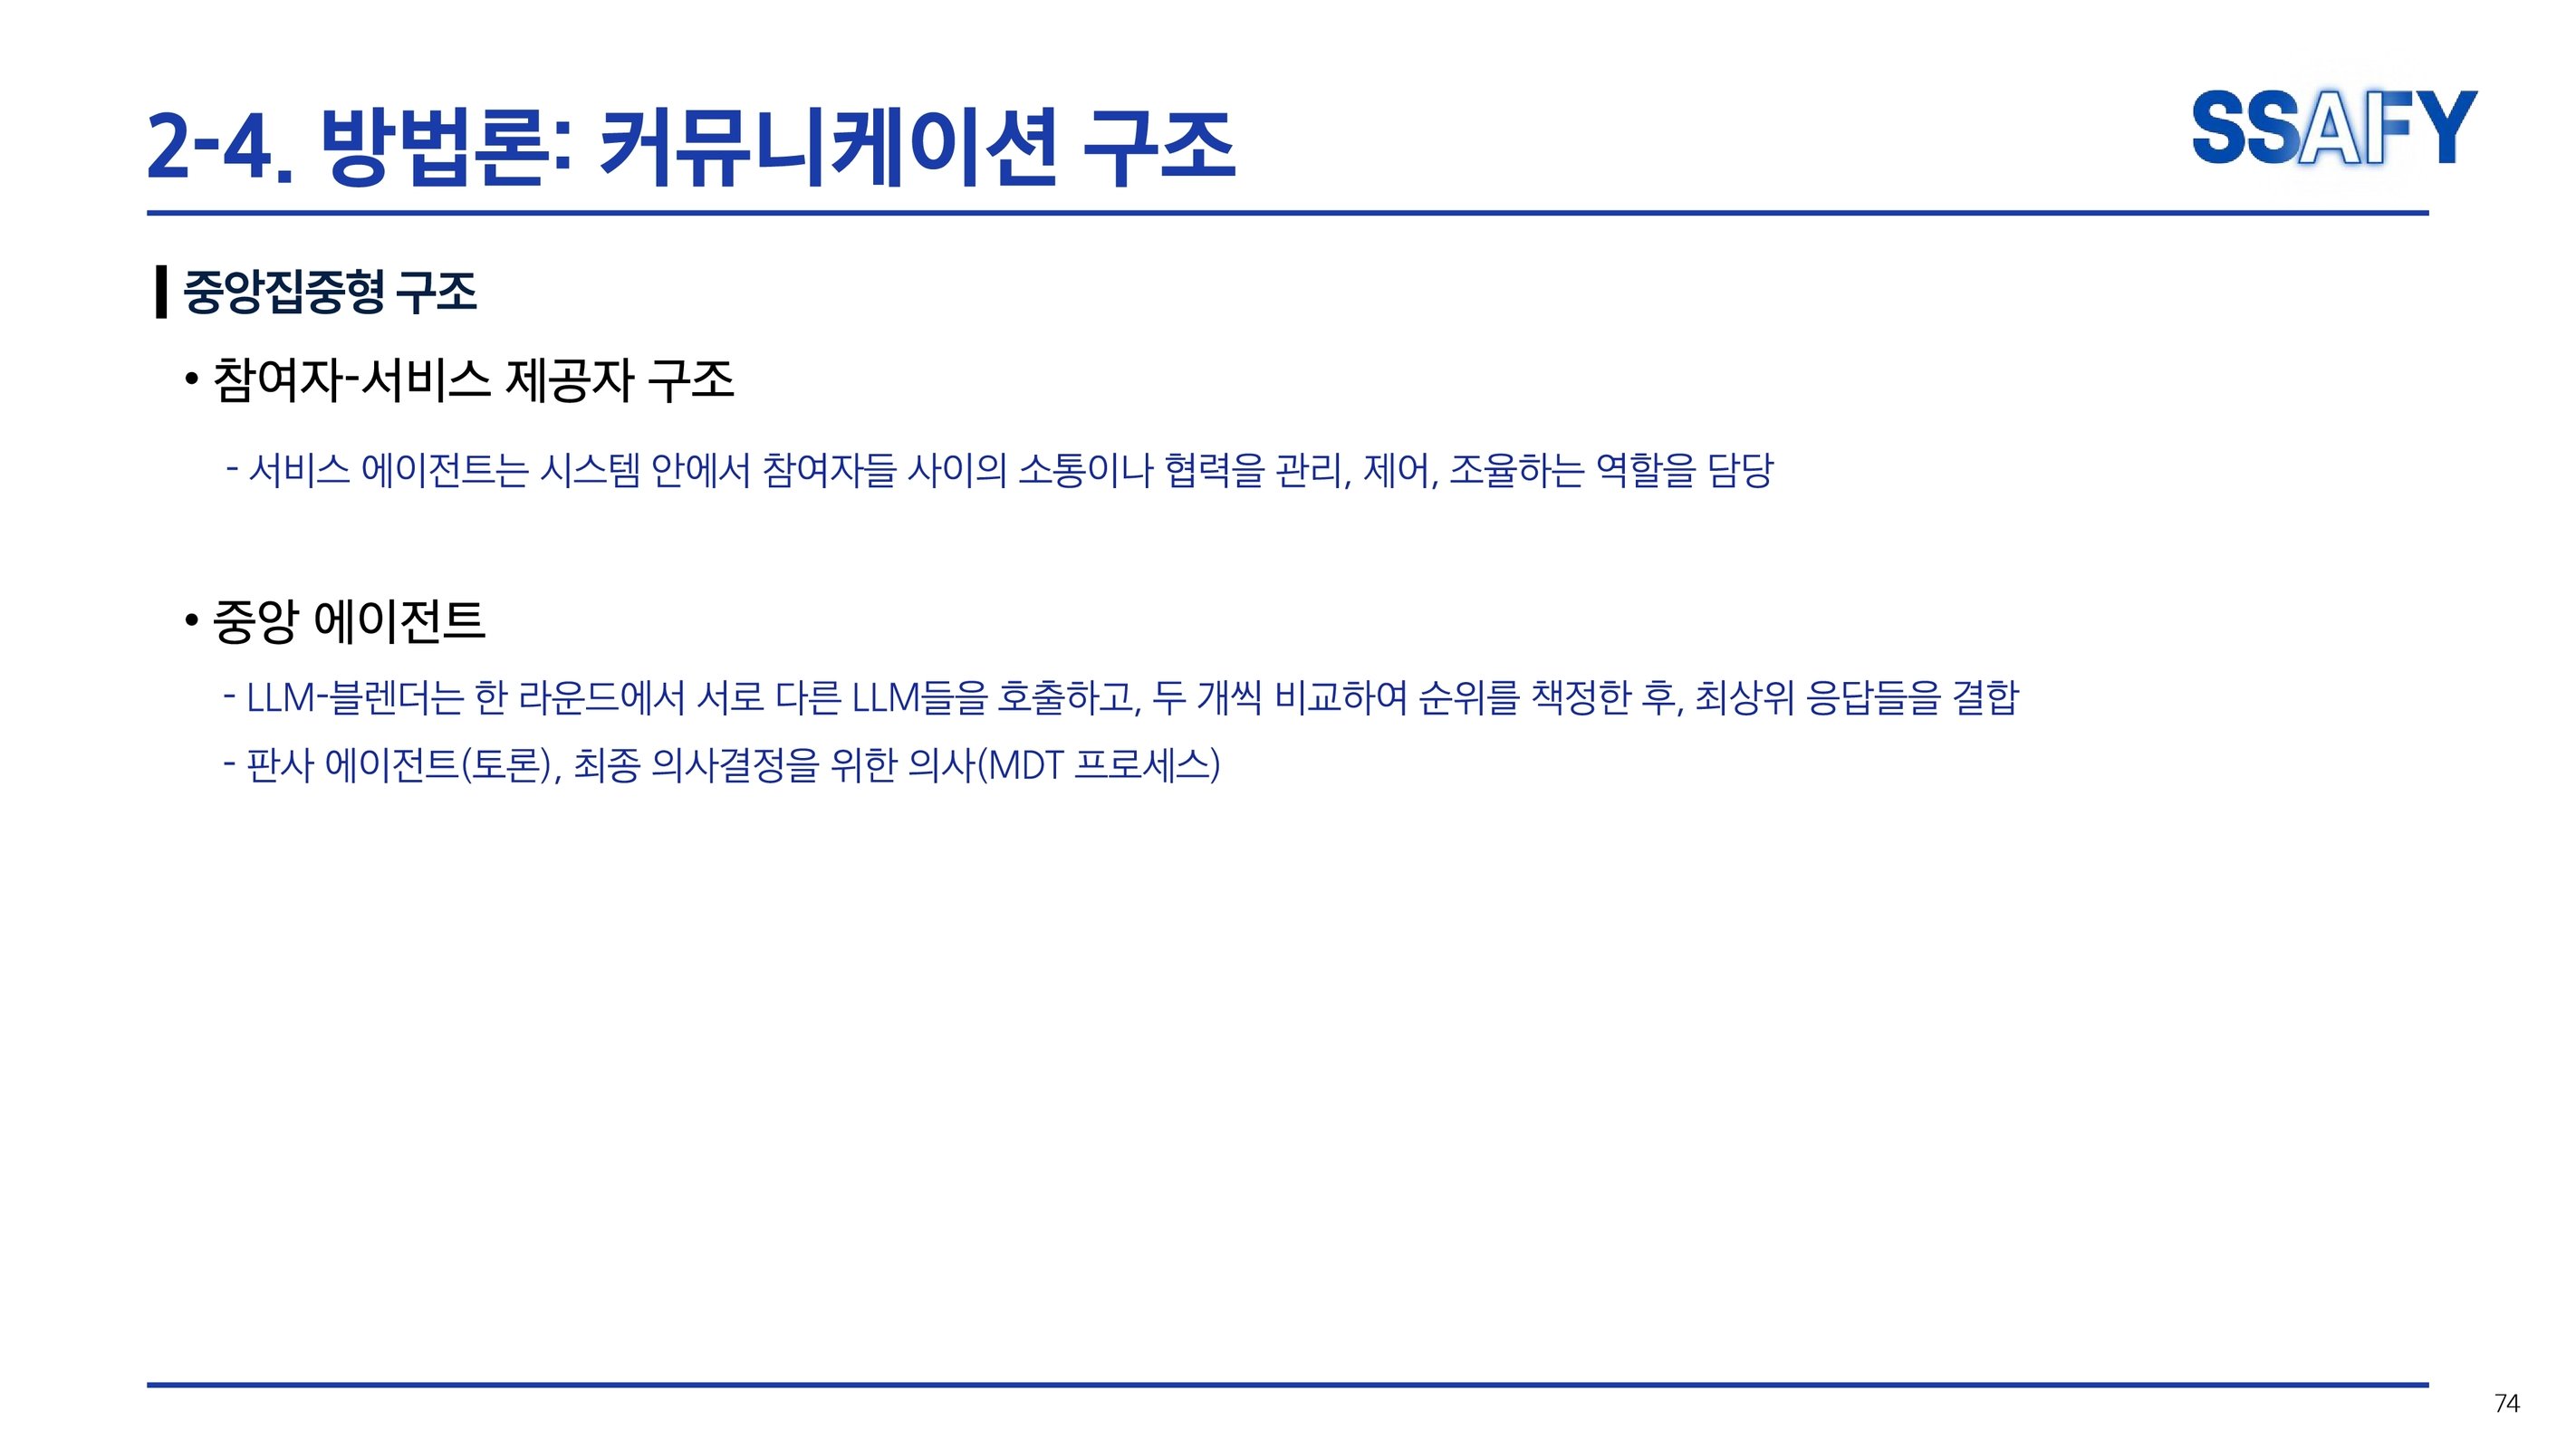 2-4. 방법론: 커뮤니케이션 구조
SSAFY
중앙집중형 구조
• 참여자-서비스 제공자 구조
- 서비스 에이전트는 시스템 안에서 참여자들 사이의 소통이나 협력을 관리, 제어, 조율하는 역할을 담당
• 중앙 에이전트
- LLM-블렌더는 한 라운드에서 서로 다른 LLM들을 호출하고, 두 개씩 비교하여 순위를 책정한 후, 최상위 응답들을 결합
- 판사 에이전트(토론), 최종 의사결정을 위한 의사(MDT 프로세스)
74